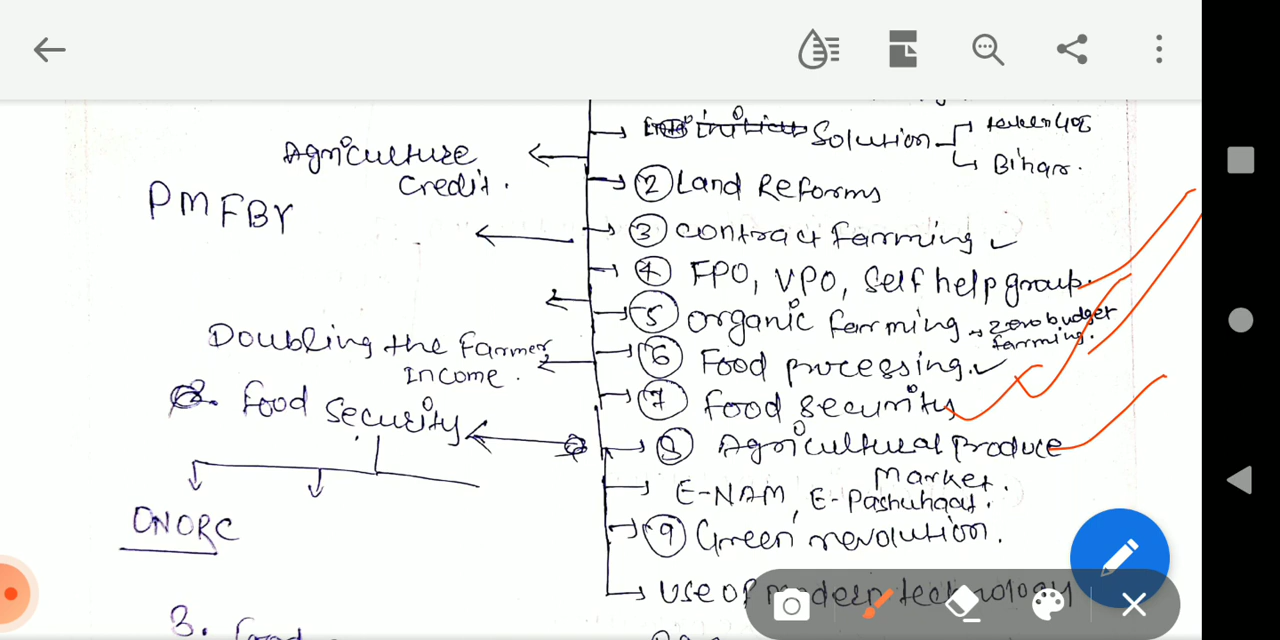 Solution
Bihar.
Agriculture
Credit.
② Land Reforms
PMFBY
③ contract farming
④ FPO, VPO, Self help group.
⑤ organic farming → zero budget
farming.
Doubling the Farmer
Income.
⑥ Food processing.
Food security
⑦ food security
⑧ Agricultural produce
Market.
E-NAM, E-Pashuhaat.
ONORC
⑨ Green revolution.
use of modern technology
3. Food